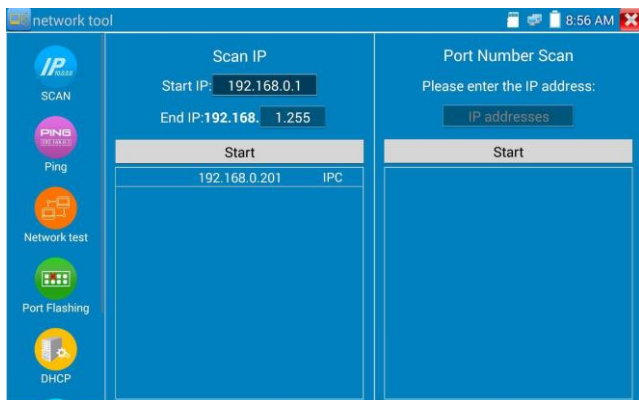 network tool
8:56 AM
IP
SCAN
PING
Ping
Network test
Port Flashing
DHCP
Scan IP
Start IP: 192.168.0.1
End IP:192.168. 1.255
Start
192.168.0.201 IPC
Port Number Scan
Please enter the IP address:
IP addresses
Start